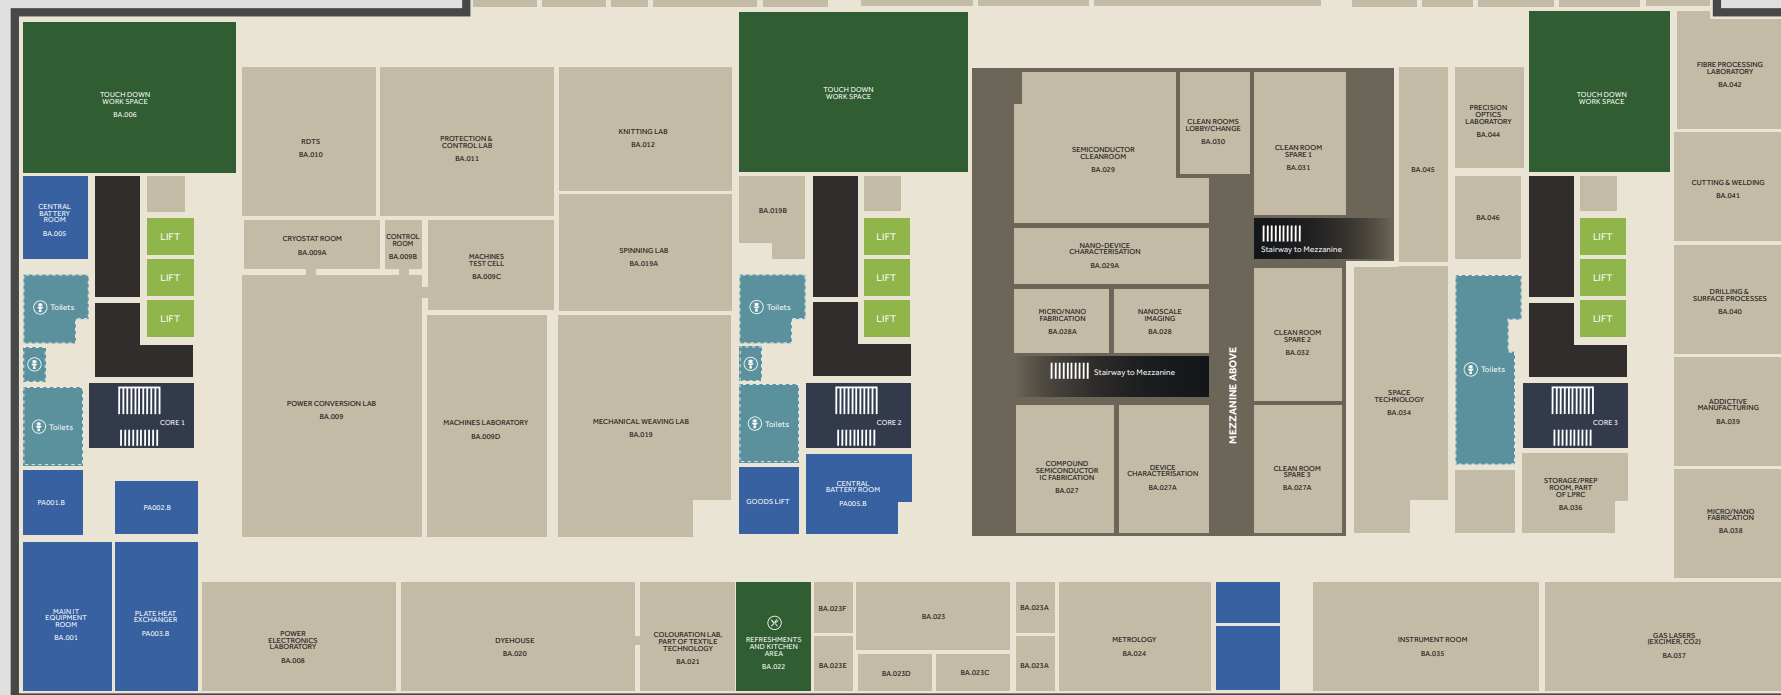 TOUCH DOWN
WORK SPACE
BA.006
TOUCH DOWN
WORK SPACE
TOUCH DOWN
WORK SPACE
FIBRE PROCESSING
LABORATORY
BA.042
RDTS
BA.010
PROTECTION &
CONTROL LAB
BA.011
KNITTING LAB
BA.012
SEMICONDUCTOR
CLEANROOM
BA.029
CLEAN ROOMS
LOBBY/CHANGE
BA.030
CLEAN ROOM
SPARE 1
BA.031
BA.045
PRECISION
OPTICS
LABORATORY
BA.044
CUTTING & WELDING
BA.041
CENTRAL
BATTERY
ROOM
BA.005
LIFT
LIFT
LIFT
CRYOSTAT ROOM
BA.009A
CONTROL
ROOM
BA.009B
MACHINES
TEST CELL
BA.009C
SPINNING LAB
BA.019A
BA.019B
LIFT
LIFT
LIFT
NANO-DEVICE
CHARACTERISATION
BA.029A
Stairway to Mezzanine
BA.046
LIFT
LIFT
LIFT
DRILLING &
SURFACE PROCESSES
BA.040
Toilets
Toilets
MICRO/NANO
FABRICATION
BA.028A
NANOSCALE
IMAGING
BA.028
CLEAN ROOM
SPARE 2
BA.032
Stairway to Mezzanine
MEZZANINE ABOVE
Toilets
SPACE
TECHNOLOGY
BA.034
ADDICTIVE
MANUFACTURING
BA.039
POWER CONVERSION LAB
BA.009
MACHINES LABORATORY
BA.009D
MECHANICAL WEAVING LAB
BA.019
Toilets
CORE 1
Toilets
CORE 2
CORE 3
COMPOUND
SEMICONDUCTOR
IC FABRICATION
BA.027
DEVICE
CHARACTERISATION
BA.027A
CLEAN ROOM
SPARE 3
BA.027A
STORAGE/PREP
ROOM, PART
OF LPRC
BA.036
MICRO/NANO
FABRICATION
BA.038
PA001.B
PA002.B
GOODS LIFT
CENTRAL
BATTERY ROOM
PA005.B
MAIN IT
EQUIPMENT
ROOM
BA.001
PLATE HEAT
EXCHANGER
PA003.B
POWER
ELECTRONICS
LABORATORY
BA.008
DYEHOUSE
BA.020
COLOURATION LAB,
PART OF TEXTILE
TECHNOLOGY
BA.021
REFRESHMENTS
AND KITCHEN
AREA
BA.022
BA.023F
BA.023E
BA.023
BA.023D
BA.023C
BA.023A
BA.023A
METROLOGY
BA.024
INSTRUMENT ROOM
BA.035
GAS LASERS
(EXCIMER, CO2)
BA.037